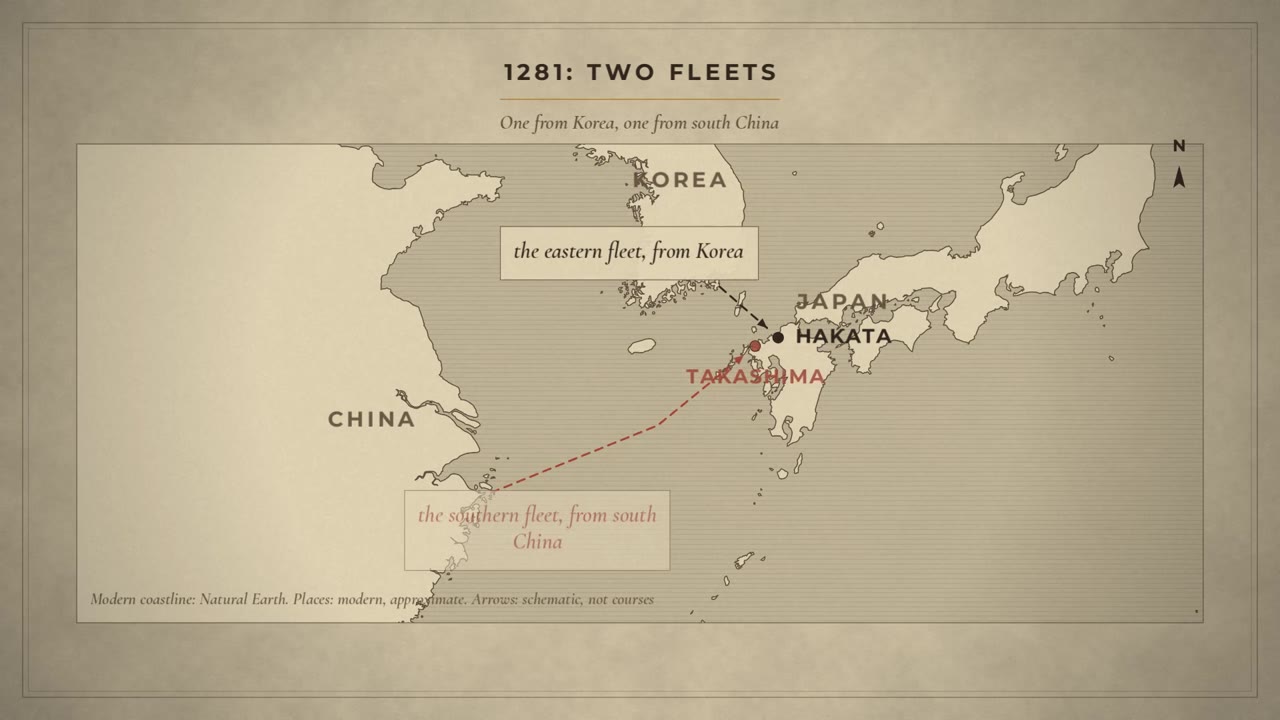 1281: TWO FLEETS
One from Korea, one from south China
N
KOREA
the eastern fleet, from Korea
JAPAN
HAKATA
TAKASHIMA
CHINA
the southern fleet, from south
China
Modern coastline: Natural Earth. Places: modern, approximate. Arrows: schematic, not courses